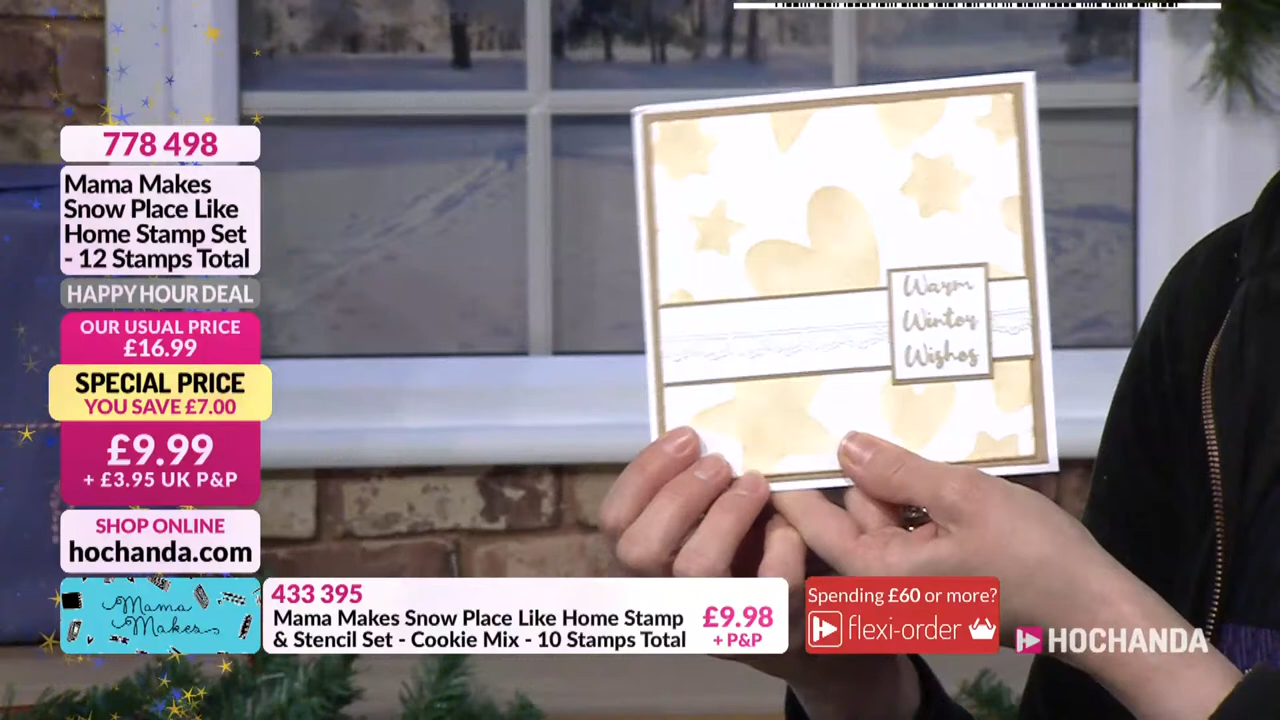 778 498
Mama Makes
Snow Place Like
Home Stamp Set
- 12 Stamps Total
HAPPY HOUR DEAL
OUR USUAL PRICE
£16.99
SPECIAL PRICE
YOU SAVE £7.00
£9.99
+ £3.95 UK P&P
SHOP ONLINE
hochanda.com
Mama
Makes
433 395
Mama Makes Snow Place Like Home Stamp
& Stencil Set - Cookie Mix - 10 Stamps Total
£9.98
+ P&P
Spending £60 or more?
flexi-order
HOCHANDA
Warm
Winter
Wishes